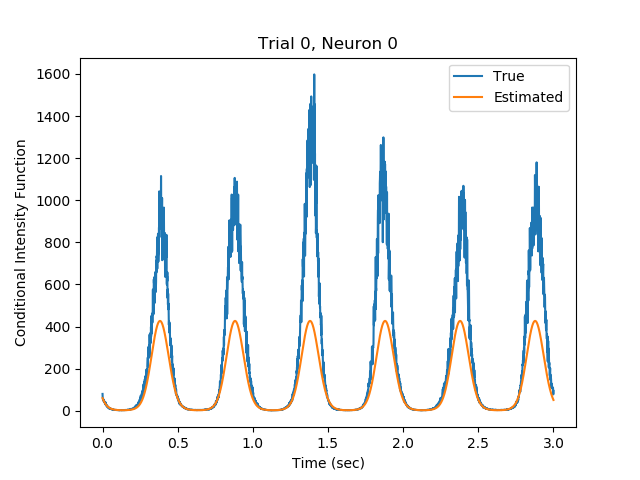 Trial 0, Neuron 0
True
Estimated
Conditional Intensity Function
1600
1400
1200
1000
800
600
400
200
0
0.0 0.5 1.0 1.5 2.0 2.5 3.0
Time (sec)